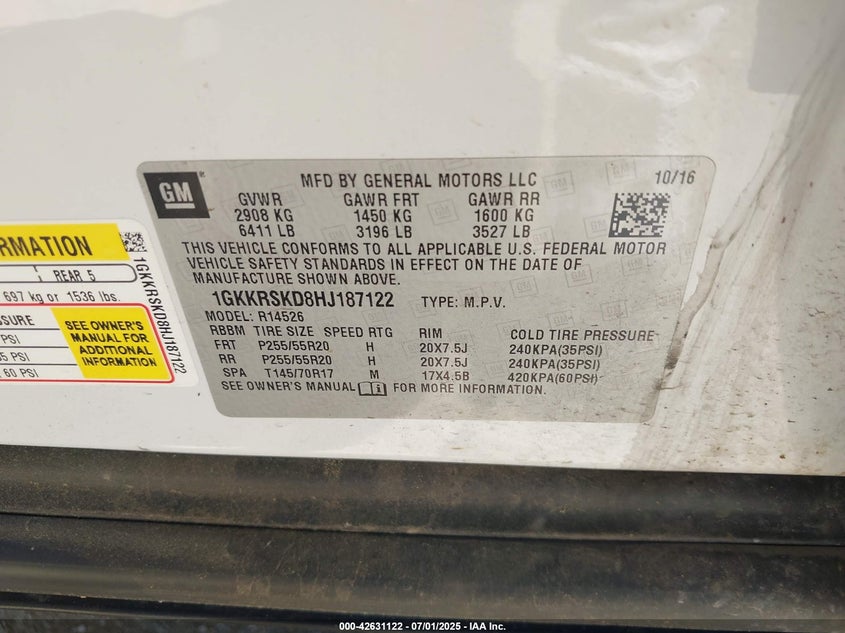 GM ®
MFD BY GENERAL MOTORS LLC 10/16
GVWR GAWR FRT GAWR RR
2908 KG 1450 KG 1600 KG
6411 LB 3196 LB 3527 LB
THIS VEHICLE CONFORMS TO ALL APPLICABLE U.S. FEDERAL MOTOR
VEHICLE SAFETY STANDARDS IN EFFECT ON THE DATE OF
MANUFACTURE SHOWN ABOVE.
1GKKRSKD8HJ187122 TYPE: M.P.V.
MODEL: R14526
RBBM TIRE SIZE SPEED RTG RIM COLD TIRE PRESSURE
FRT P255/55R20 H 20X7.5J 240KPA(35PSI)
RR P255/55R20 H 20X7.5J 240KPA(35PSI)
SPA T145/70R17 M 17X4.5B 420KPA(60PSI)
SEE OWNER'S MANUAL FOR MORE INFORMATION.
RMATION
REAR 5
697 kg or 1536 lbs.
SSURE
PSI
35 PSI
60 PSI
SEE OWNER'S
MANUAL FOR
ADDITIONAL
INFORMATION
1GKKRSKD8HJ187122
000-42631122 - 07/01/2025 - IAA Inc.